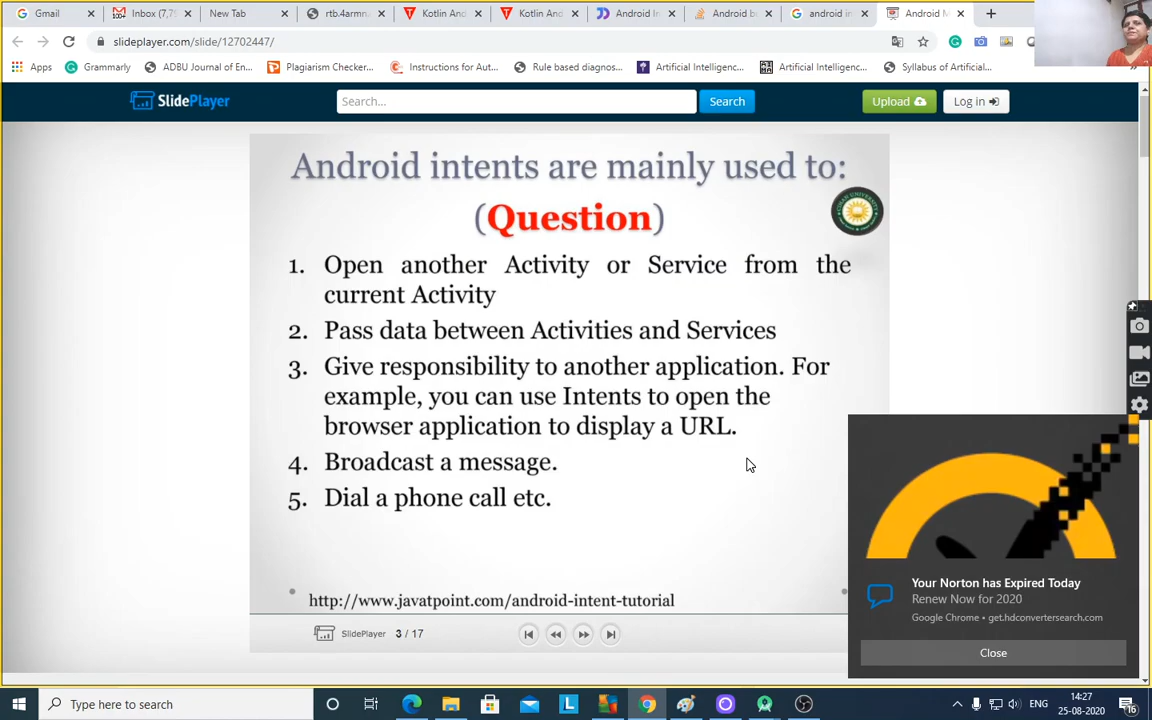 Gmail
Inbox (7,79
New Tab
rtb.4armn
Kotlin And
Kotlin And
Android In
Android be
android in
Android M
slideplayer.com/slide/12702447/
Apps
Grammarly
ADBU Journal of En...
Plagiarism Checker...
Instructions for Aut...
Rule based diagnos...
Artificial Intelligenc...
Artificial Intelligenc...
Syllabus of Artificial...
SlidePlayer
Search...
Search
Upload
Log in
Android intents are mainly used to:
(Question)
1. Open another Activity or Service from the
current Activity
2. Pass data between Activities and Services
3. Give responsibility to another application. For
example, you can use Intents to open the
browser application to display a URL.
4. Broadcast a message.
5. Dial a phone call etc.
http://www.javatpoint.com/android-intent-tutorial
SlidePlayer 3 / 17
Your Norton has Expired Today
Renew Now for 2020
Google Chrome • get.hdconvertersearch.com
Close
Type here to search
ENG
14:27
25-08-2020
16